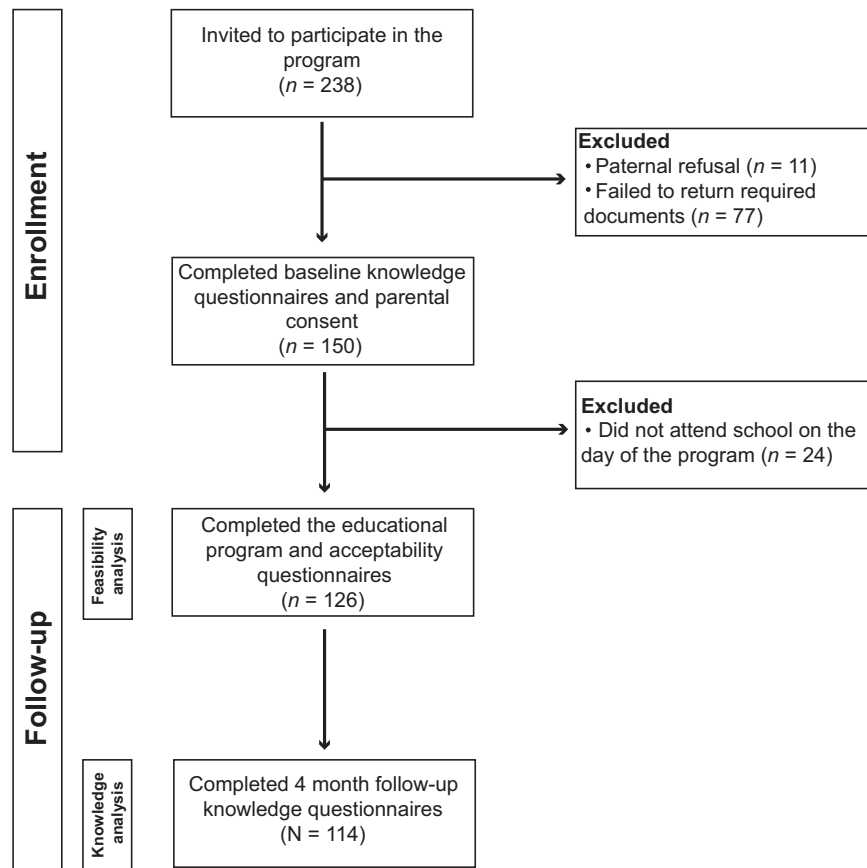 Enrollment
Invited to participate in the
program
(n = 238)
Excluded
• Paternal refusal (n = 11)
• Failed to return required
documents (n = 77)
Completed baseline knowledge
questionnaires and parental
consent
(n = 150)
Excluded
• Did not attend school on the
day of the program (n = 24)
Follow-up
Feasibility
analysis
Completed the educational
program and acceptability
questionnaires
(n = 126)
Knowledge
analysis
Completed 4 month follow-up
knowledge questionnaires
(N = 114)